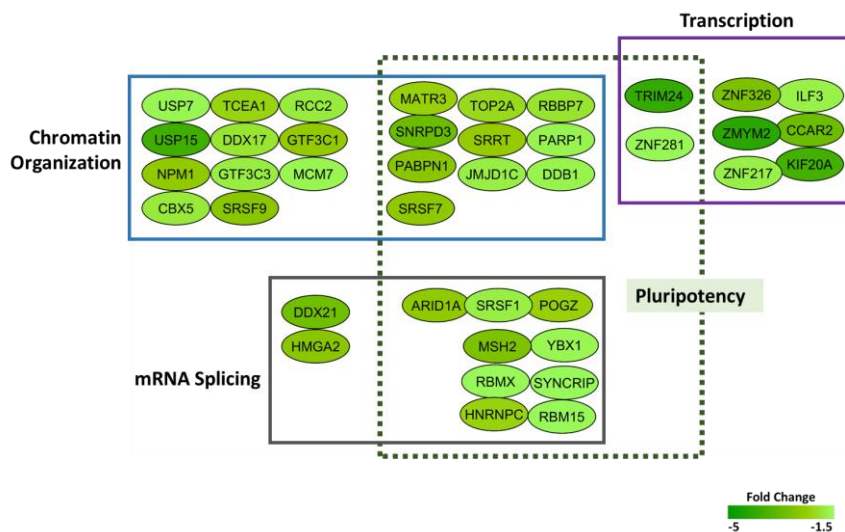 Transcription
Chromatin
Organization
USP7 TCEA1 RCC2
USP15 DDX17 GTF3C1
NPM1 GTF3C3 MCM7
CBX5 SRSF9
MATR3 TOP2A RBBP7
SNRPD3 SRRT PARP1
PABPN1 JMJD1C DDB1
SRSF7
TRIM24 ZNF326 ILF3
ZNF281 ZMYM2 CCAR2
ZNF217 KIF20A
Pluripotency
mRNA Splicing
DDX21
HMGA2
ARID1A SRSF1 POGZ
MSH2 YBX1
RBMX SYNCRIP
HNRNPC RBM15
Fold Change
-5 -1.5